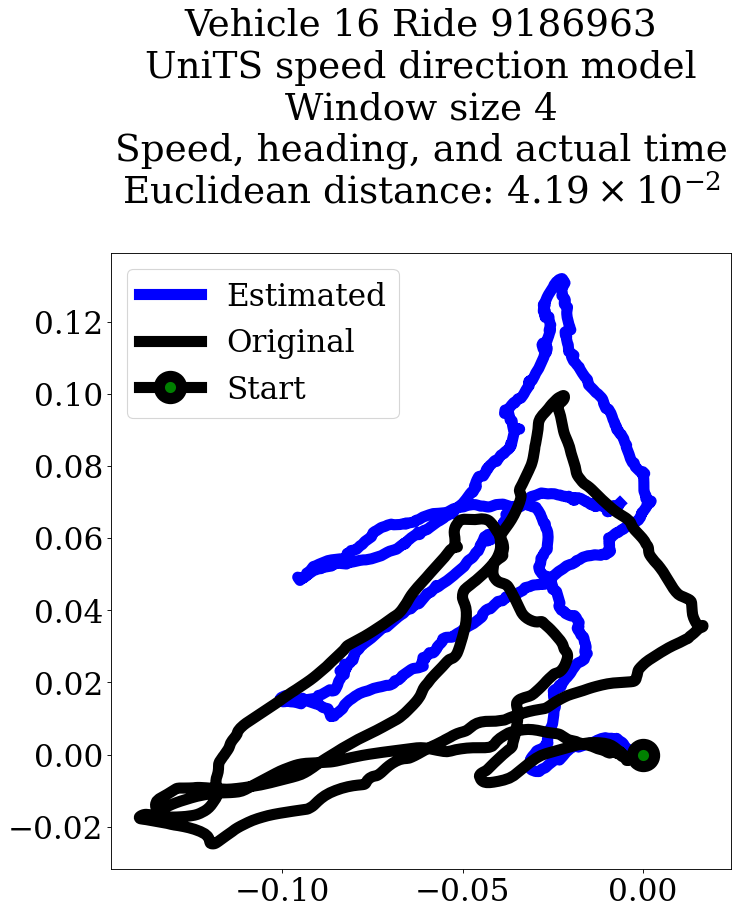 Vehicle 16 Ride 9186963
UniTS speed direction model
Window size 4
Speed, heading, and actual time
Euclidean distance: 4.19 × 10⁻²
Estimated
Original
Start
0.12
0.10
0.08
0.06
0.04
0.02
0.00
−0.02
−0.10 −0.05 0.00